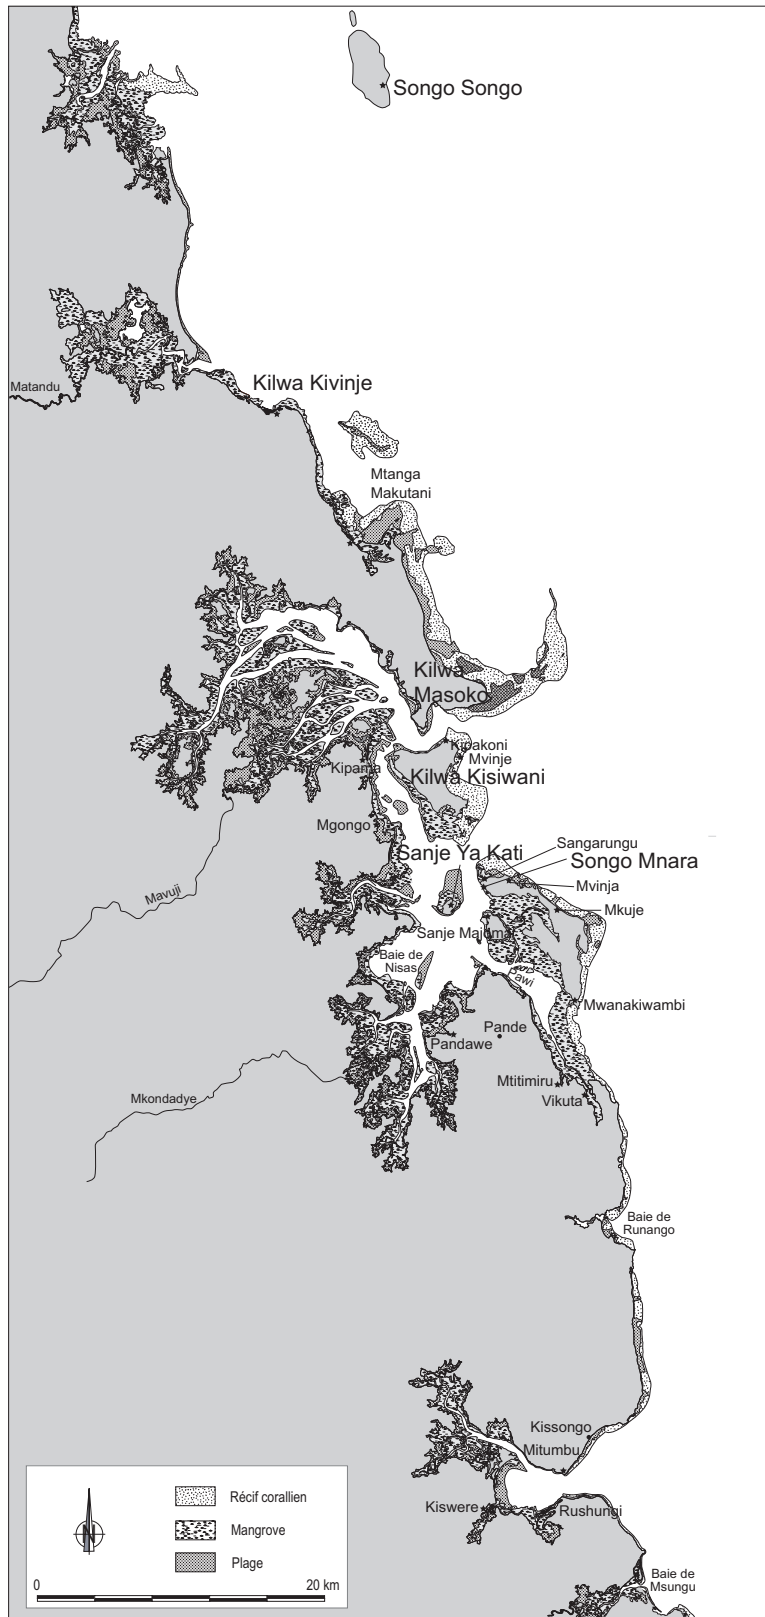 Songo Songo
Matandu
Kilwa Kivinje
Mtanga
Makutani
Kilwa
Masoko
Kipakoni
Mvinje
Kipama
Kilwa Kisiwani
Mgongo
Sangarungu
Sanje Ya Kati
Songo Mnara
Mvinja
Mavuji
Mkuje
Sanje Majoma
Baie de
Nisas
Pawi
Mwanakiwambi
Pande
Pandawe
Mtitimiru
Mkondadye
Vikuta
Baie de
Runango
Kissongo
Mitumbu
Kiswere
Rushungi
Récif corallien
N
Mangrove
Plage
0
20 km
Baie de
Msungu